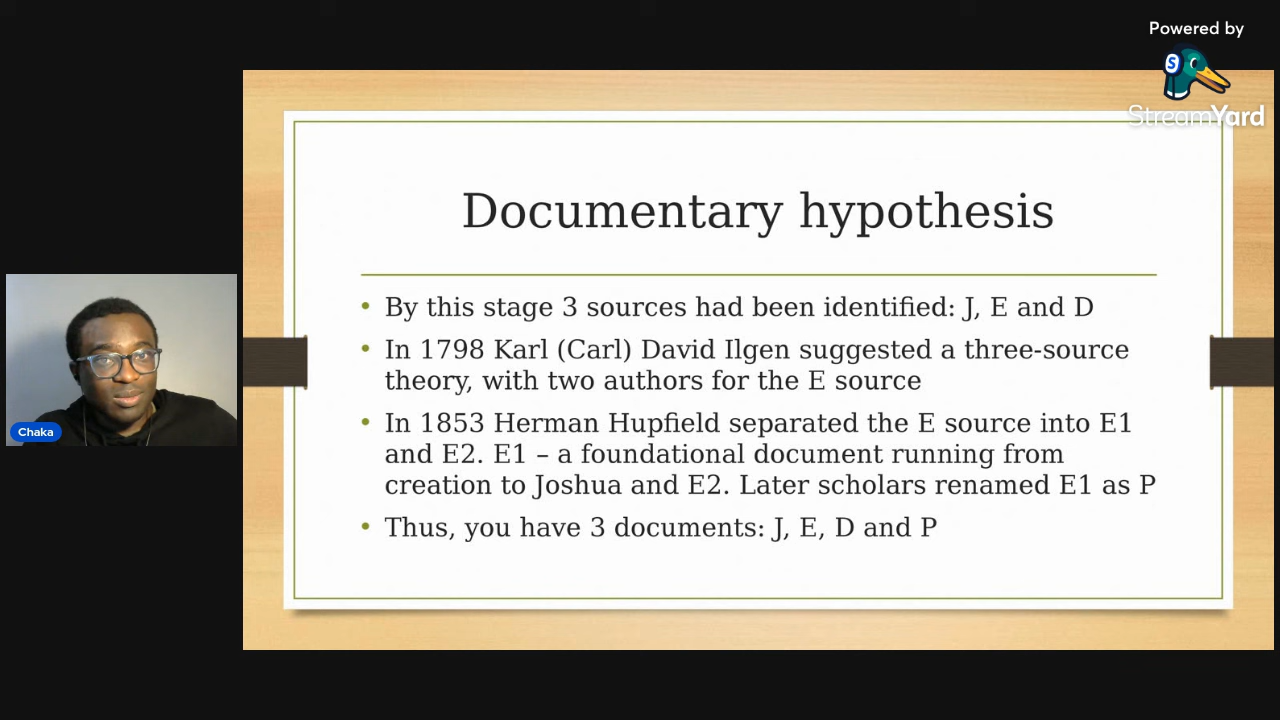 Powered by
S
StreamYard
Documentary hypothesis
• By this stage 3 sources had been identified: J, E and D
• In 1798 Karl (Carl) David Ilgen suggested a three-source
theory, with two authors for the E source
• In 1853 Herman Hupfield separated the E source into E1
and E2. E1 – a foundational document running from
creation to Joshua and E2. Later scholars renamed E1 as P
• Thus, you have 3 documents: J, E, D and P
Chaka